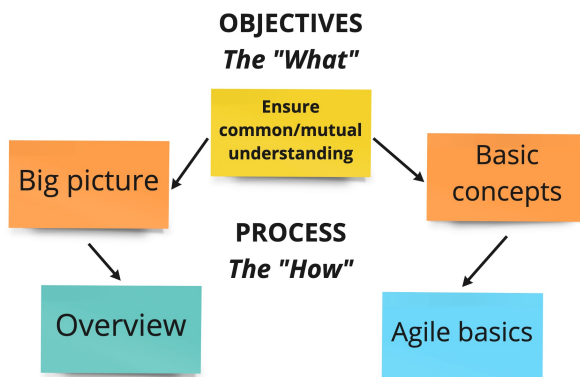 OBJECTIVES
The "What"
Ensure
common/mutual
understanding
Big picture
Basic
concepts
PROCESS
The "How"
Overview
Agile basics